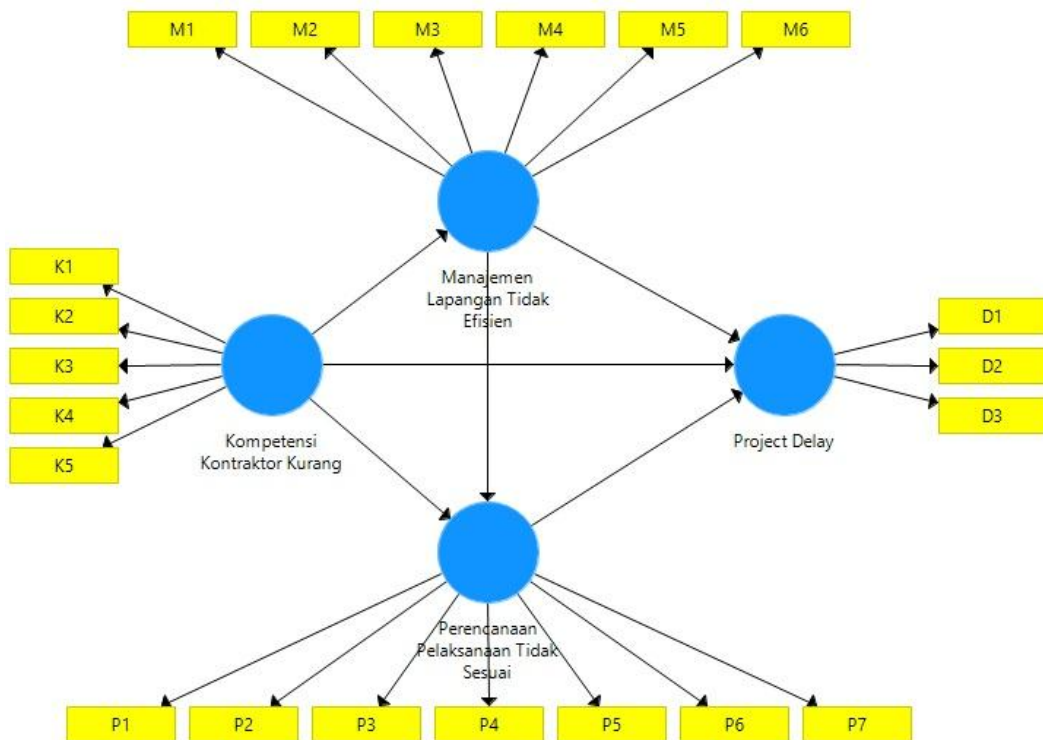 M1
M2
M3
M4
M5
M6
Manajemen
Lapangan Tidak
Efisien
K1
K2
K3
K4
K5
Kompetensi
Kontraktor Kurang
Project Delay
D1
D2
D3
Perencanaan
Pelaksanaan Tidak
Sesuai
P1
P2
P3
P4
P5
P6
P7